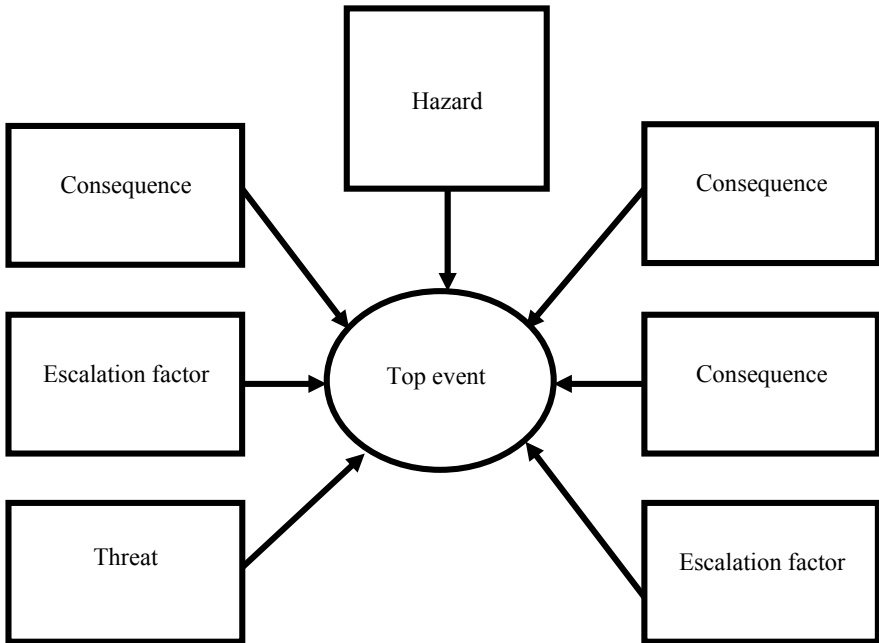 Hazard
Consequence
Consequence
Escalation factor
Top event
Consequence
Threat
Escalation factor